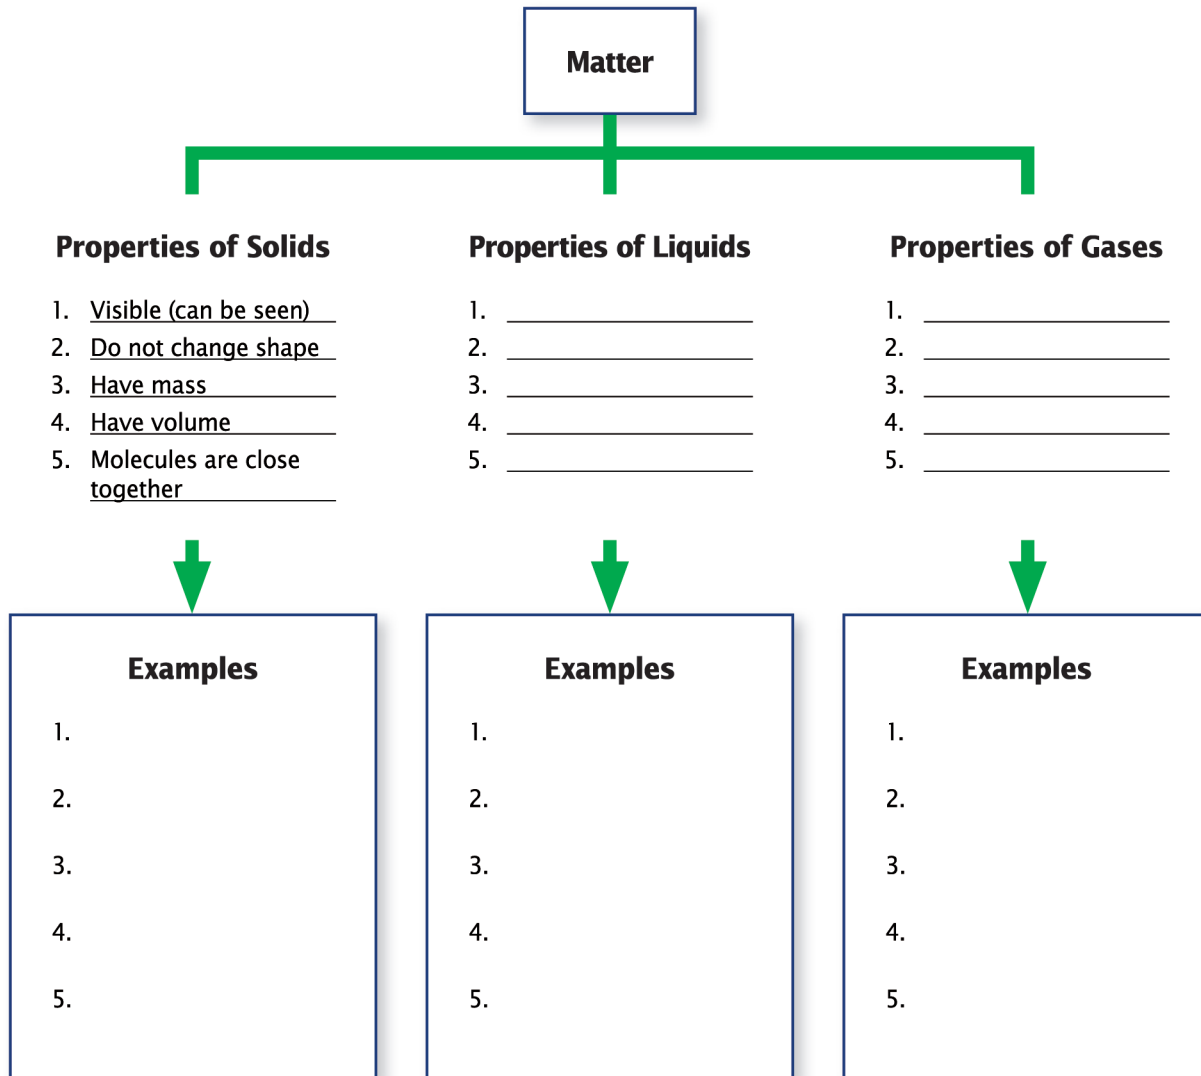 Matter
Properties of Solids
1. Visible (can be seen)
2. Do not change shape
3. Have mass
4. Have volume
5. Molecules are close
together
Properties of Liquids
1.
2.
3.
4.
5.
Properties of Gases
1.
2.
3.
4.
5.
Examples
1.
2.
3.
4.
5.
Examples
1.
2.
3.
4.
5.
Examples
1.
2.
3.
4.
5.